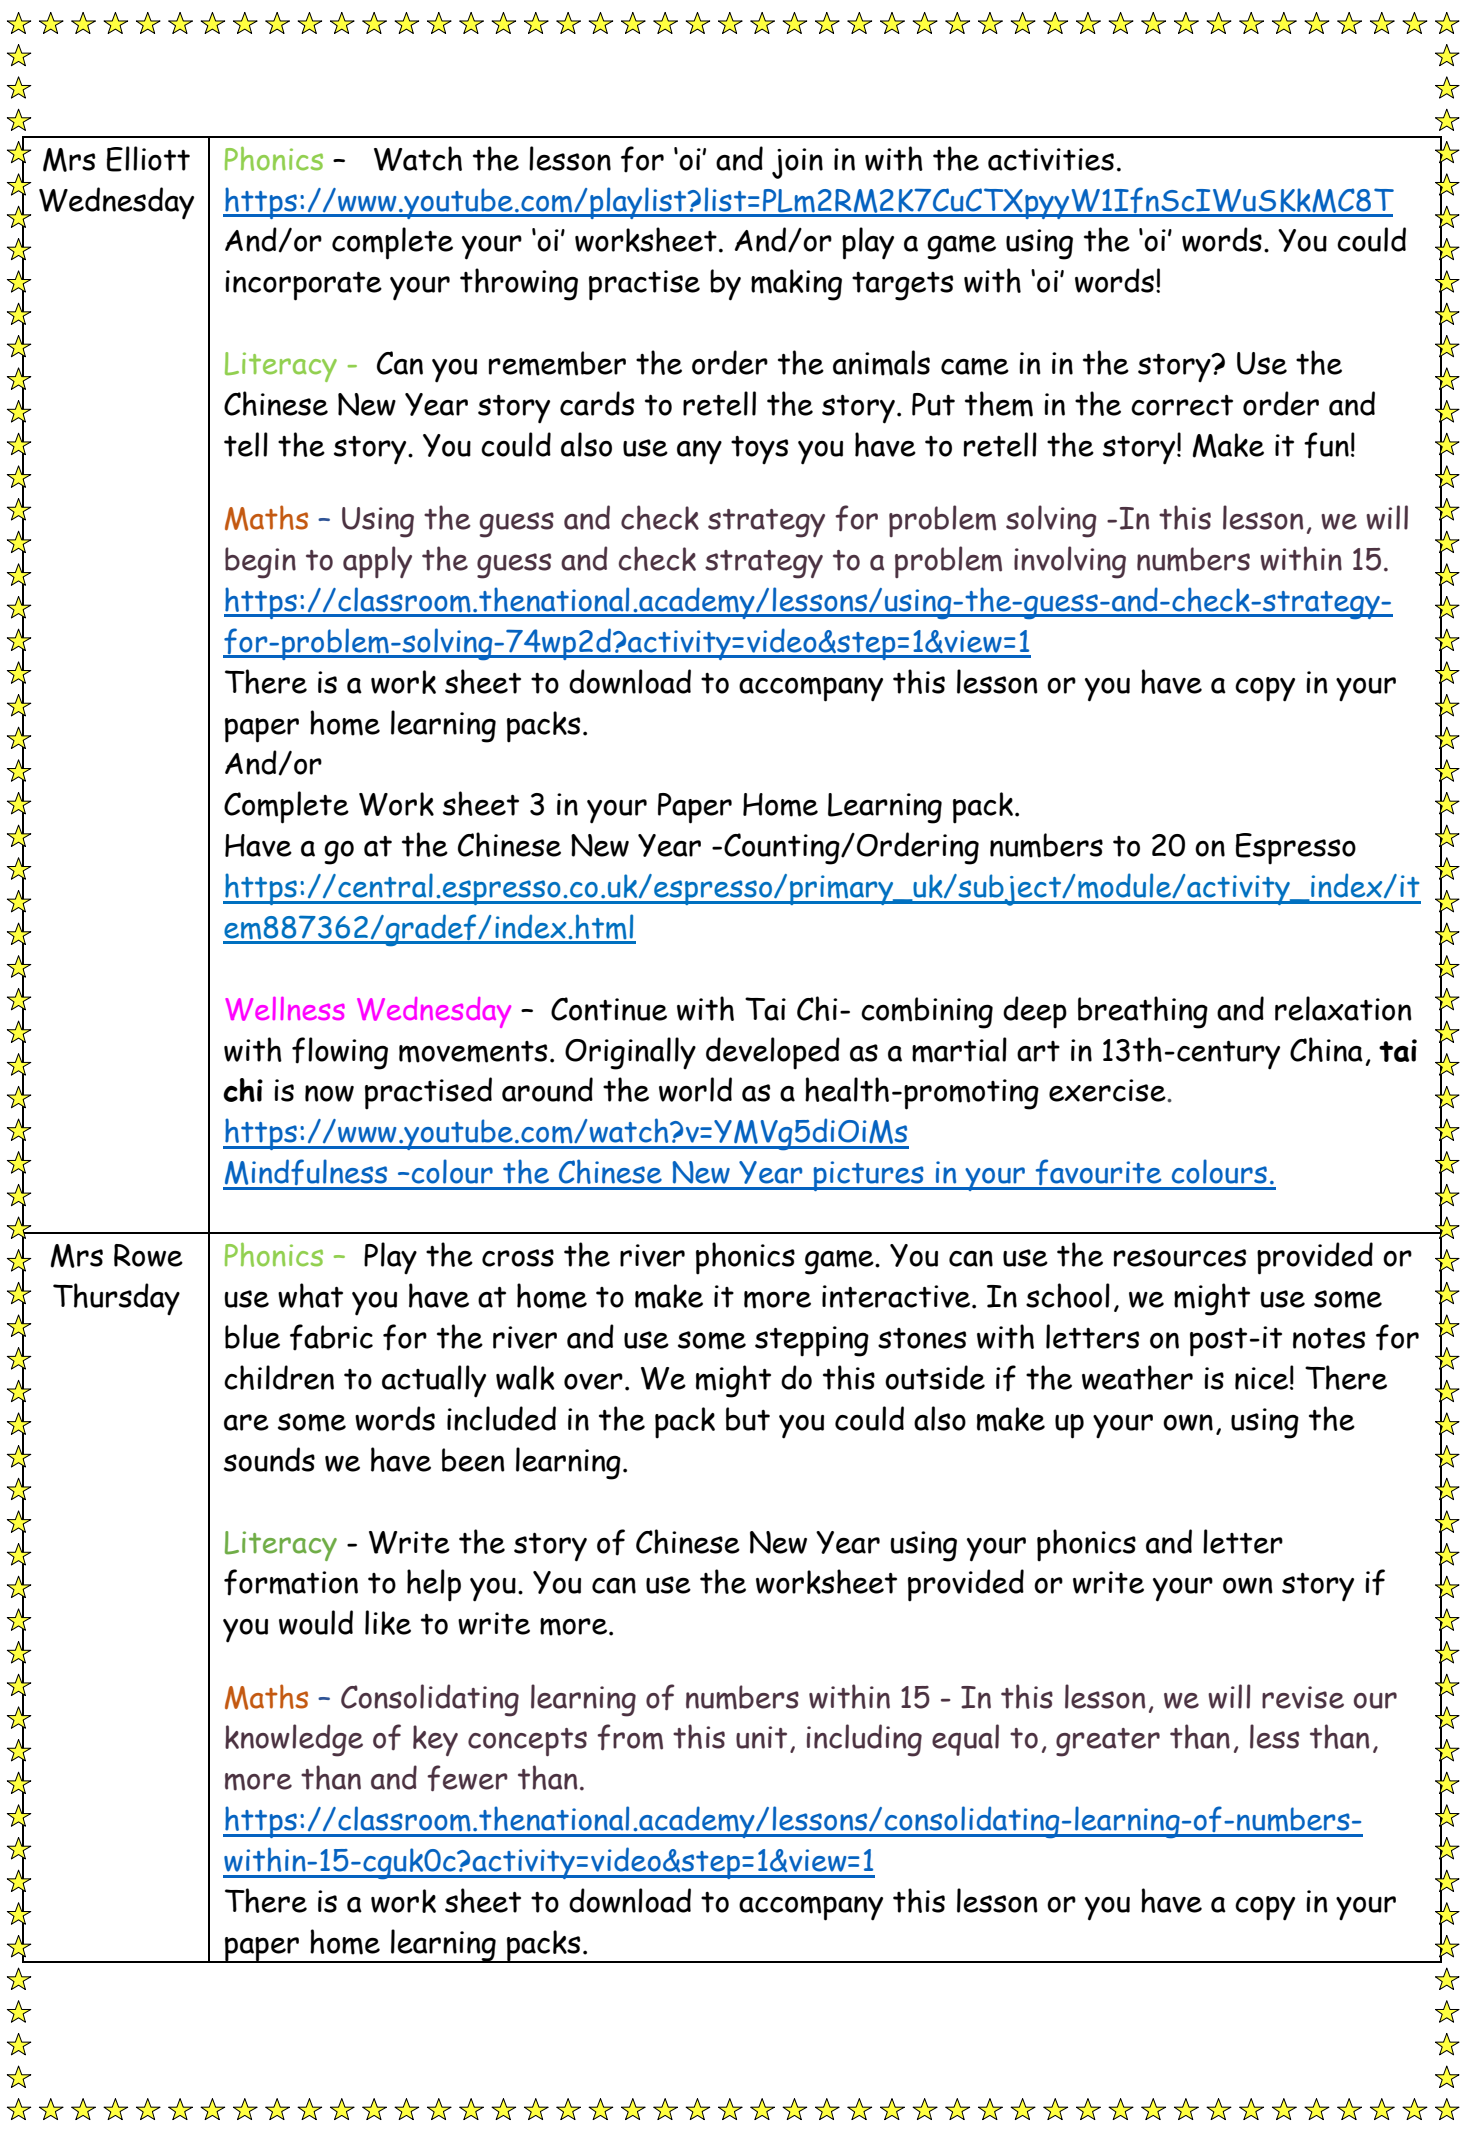 Mrs Elliott
Wednesday
Phonics –   Watch the lesson for ‘oi’ and join in with the activities.
https://www.youtube.com/playlist?list=PLm2RM2K7CuCTXpyyW1IfnScIWuSKkMC8T
And/or complete your ‘oi’ worksheet. And/or play a game using the ‘oi’ words. You could
incorporate your throwing practise by making targets with ‘oi’ words!
Literacy -  Can you remember the order the animals came in in the story? Use the
Chinese New Year story cards to retell the story. Put them in the correct order and
tell the story. You could also use any toys you have to retell the story! Make it fun!
Maths – Using the guess and check strategy for problem solving -In this lesson, we will
begin to apply the guess and check strategy to a problem involving numbers within 15.
https://classroom.thenational.academy/lessons/using-the-guess-and-check-strategy-
for-problem-solving-74wp2d?activity=video&step=1&view=1
There is a work sheet to download to accompany this lesson or you have a copy in your
paper home learning packs.
And/or
Complete Work sheet 3 in your Paper Home Learning pack.
Have a go at the Chinese New Year -Counting/Ordering numbers to 20 on Espresso
https://central.espresso.co.uk/espresso/primary_uk/subject/module/activity_index/it
em887362/gradef/index.html
Wellness Wednesday –  Continue with Tai Chi- combining deep breathing and relaxation
with flowing movements. Originally developed as a martial art in 13th-century China, tai
chi is now practised around the world as a health-promoting exercise.
https://www.youtube.com/watch?v=YMVg5diOiMs
Mindfulness –colour the Chinese New Year pictures in your favourite colours.
Mrs Rowe
Thursday
Phonics –  Play the cross the river phonics game. You can use the resources provided or
use what you have at home to make it more interactive. In school, we might use some
blue fabric for the river and use some stepping stones with letters on post-it notes for
children to actually walk over. We might do this outside if the weather is nice! There
are some words included in the pack but you could also make up your own, using the
sounds we have been learning.
Literacy - Write the story of Chinese New Year using your phonics and letter
formation to help you. You can use the worksheet provided or write your own story if
you would like to write more.
Maths – Consolidating learning of numbers within 15 - In this lesson, we will revise our
knowledge of key concepts from this unit, including equal to, greater than, less than,
more than and fewer than.
https://classroom.thenational.academy/lessons/consolidating-learning-of-numbers-
within-15-cguk0c?activity=video&step=1&view=1
There is a work sheet to download to accompany this lesson or you have a copy in your
paper home learning packs.